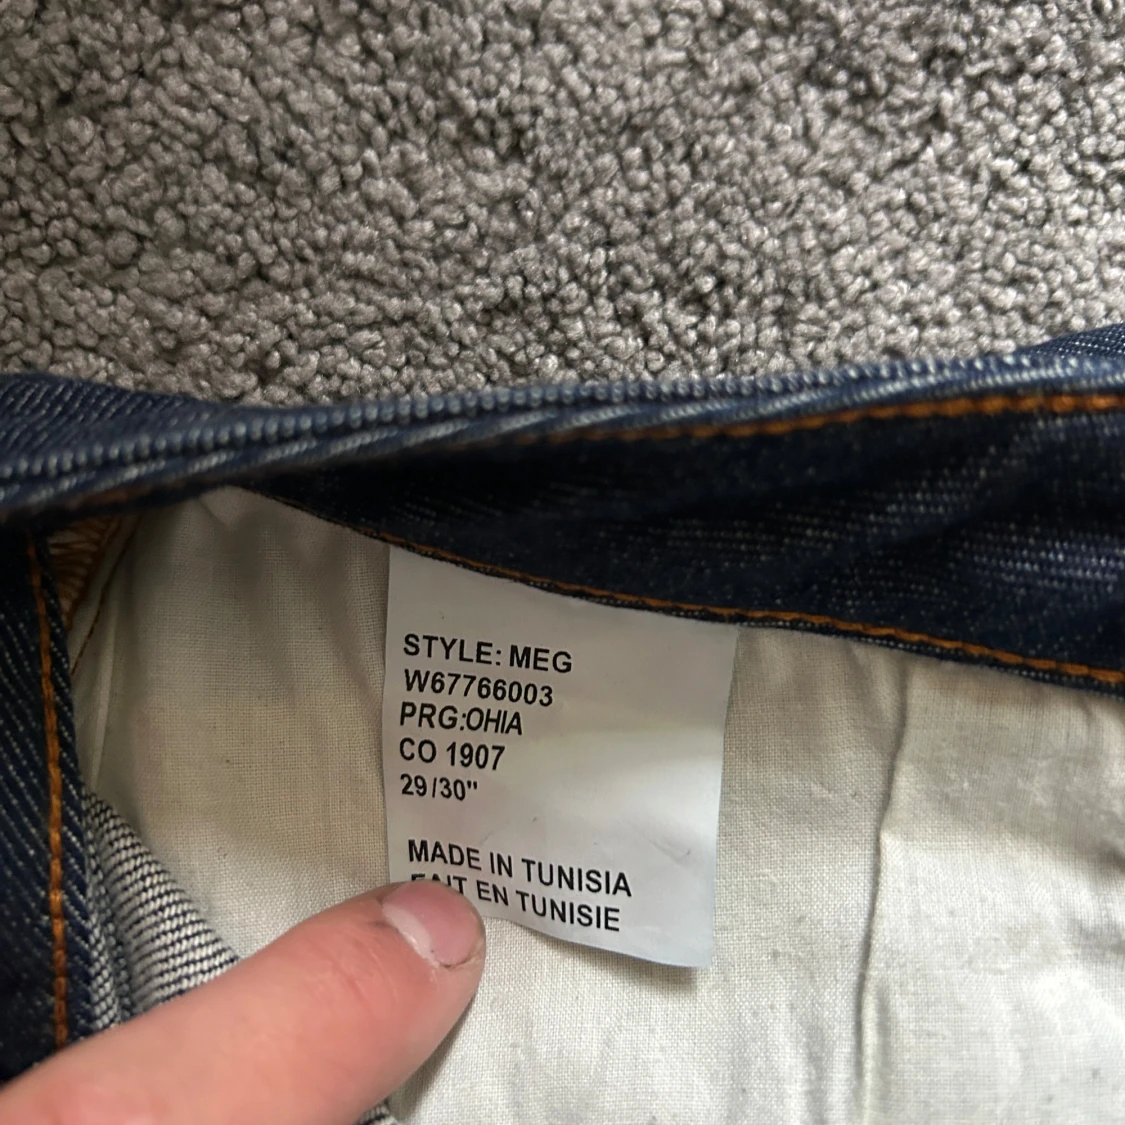 STYLE: MEG
W67766003
PRG:OHIA
CO 1907
29/30"
MADE IN TUNISIA
FAIT EN TUNISIE